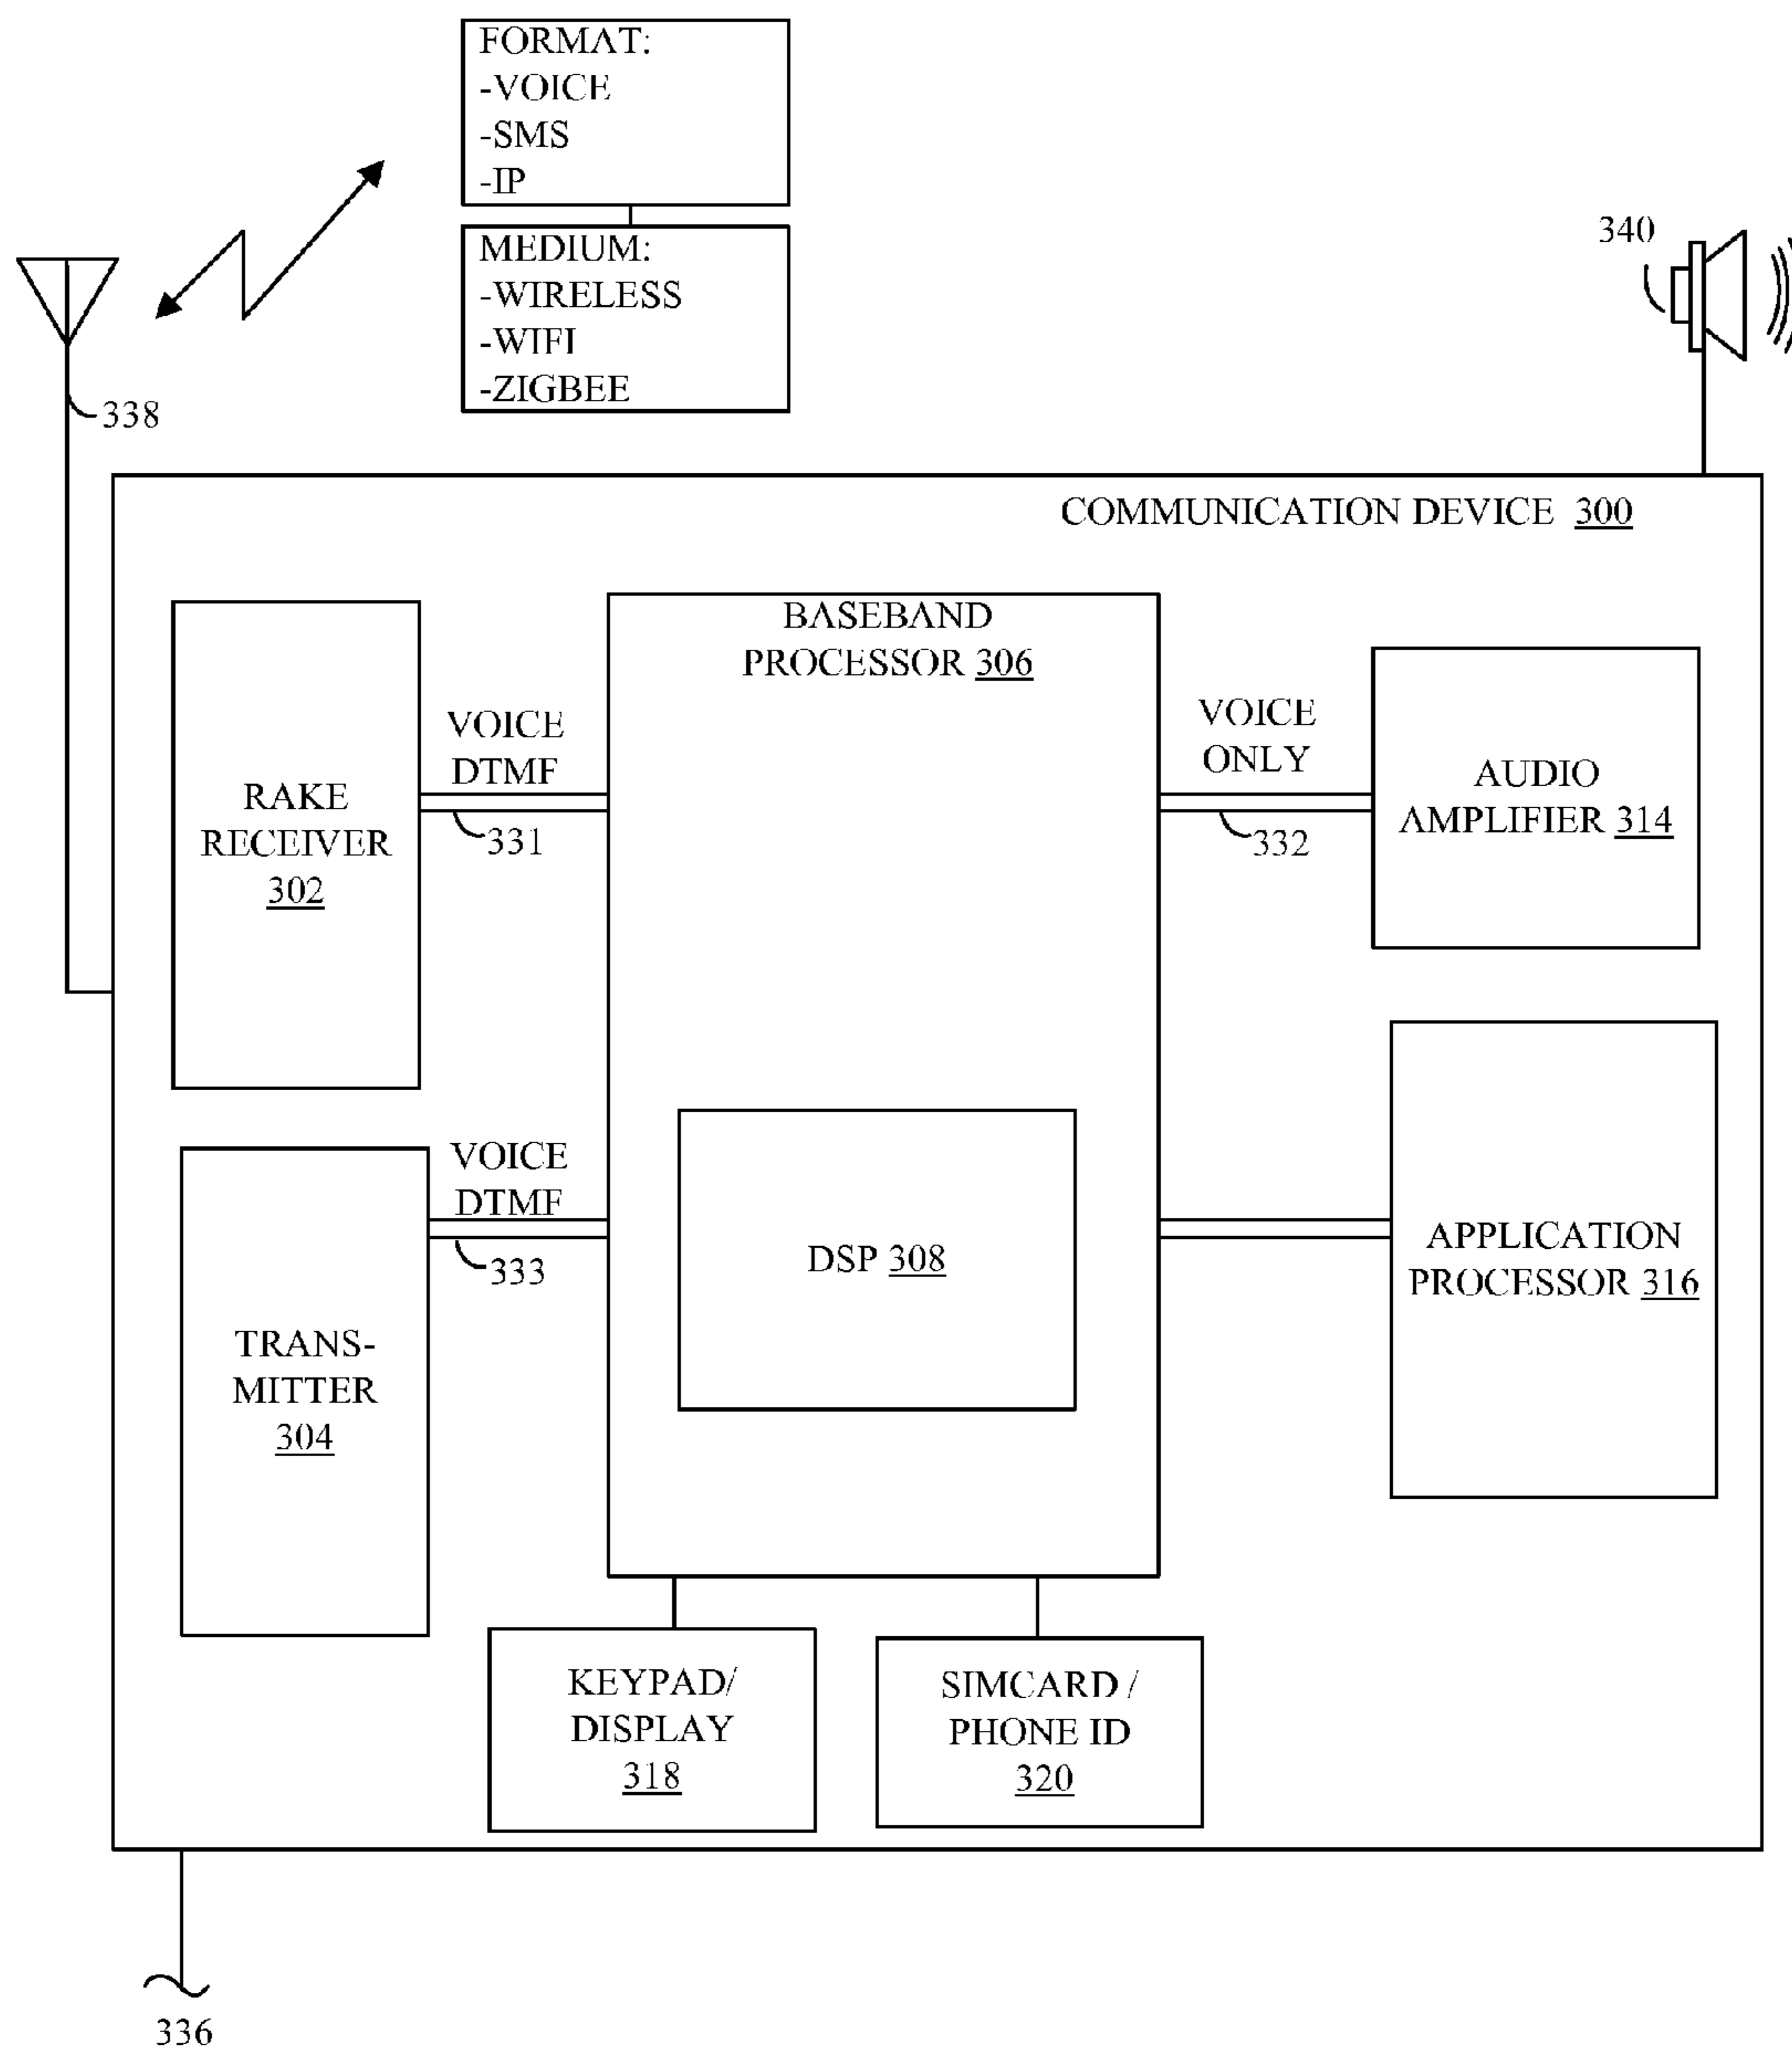 FORMAT:
-VOICE
-SMS
-IP
MEDIUM:
-WIRELESS
-WIFI
-ZIGBEE
340
338
COMMUNICATION DEVICE 300
BASEBAND
PROCESSOR 306
VOICE
DTMF
331
RAKE
RECEIVER
302
VOICE
ONLY
332
AUDIO
AMPLIFIER 314
VOICE
DTMF
333
TRANS-
MITTER
304
DSP 308
APPLICATION
PROCESSOR 316
KEYPAD/
DISPLAY
318
SIMCARD /
PHONE ID
320
336